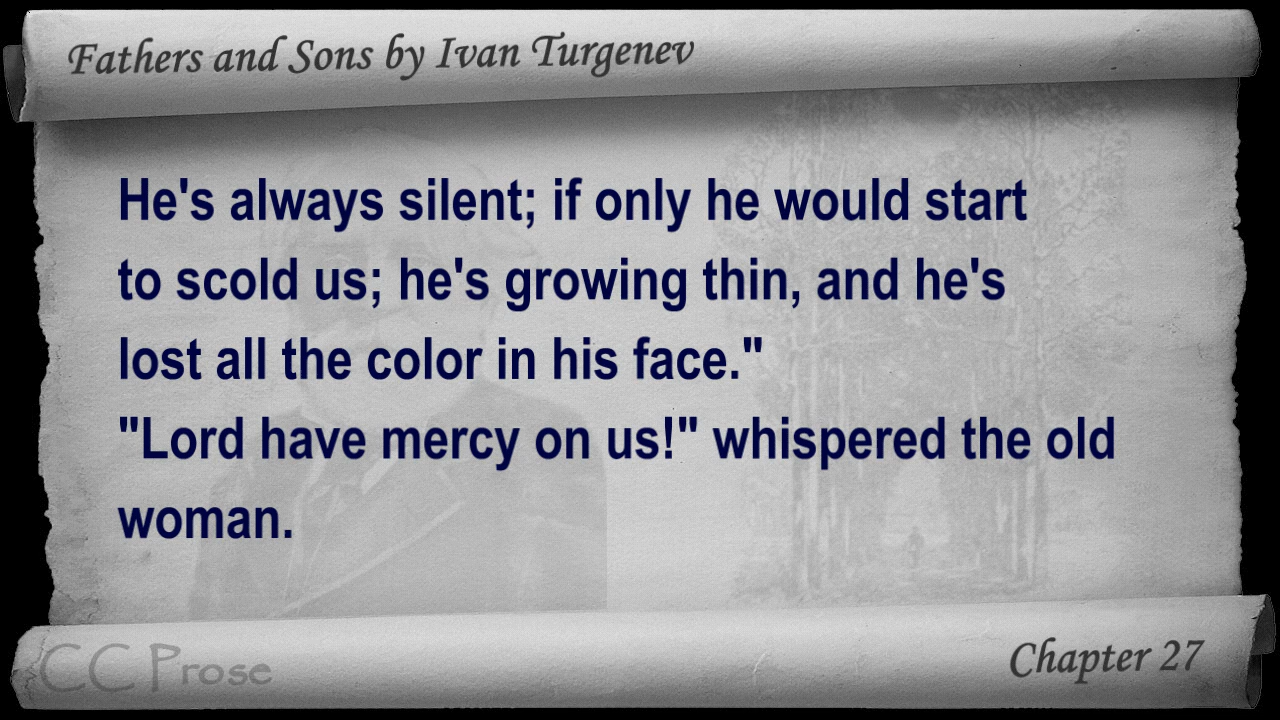 Fathers and Sons by Ivan Turgenev
He's always silent; if only he would start
to scold us; he's growing thin, and he's
lost all the color in his face."
"Lord have mercy on us!" whispered the old
woman.
CC Prose
Chapter 27